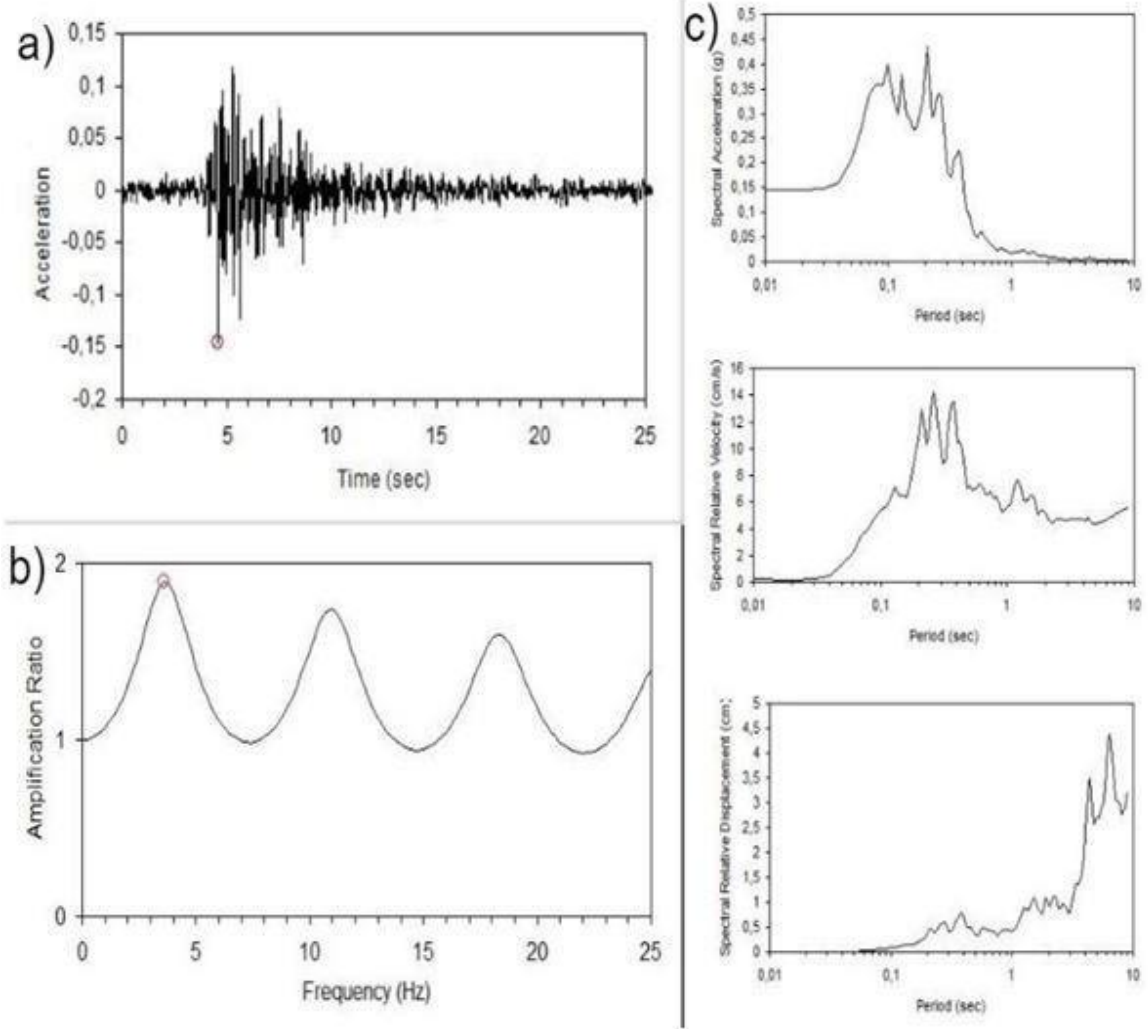 a)
0,15
0,1
0,05
0
-0,05
-0,1
-0,15
-0,2
Acceleration
0 5 10 15 20 25
Time (sec)
b)
2
1
0
Amplification Ratio
0 5 10 15 20 25
Frequency (Hz)
c)
0,5
0,45
0,4
0,35
0,3
0,25
0,2
0,15
0,1
0,05
0
Spectral Acceleration (g)
0,01 0,1 1 10
Period (sec)
16
14
12
10
8
6
4
2
0
Spectral Relative Velocity (cm/s)
0,01 0,1 1 10
Period (sec)
5
4,5
4
3,5
3
2,5
2
1,5
1
0,5
0
Spectral Relative Displacement (cm)
0,01 0,1 1 10
Period (sec)